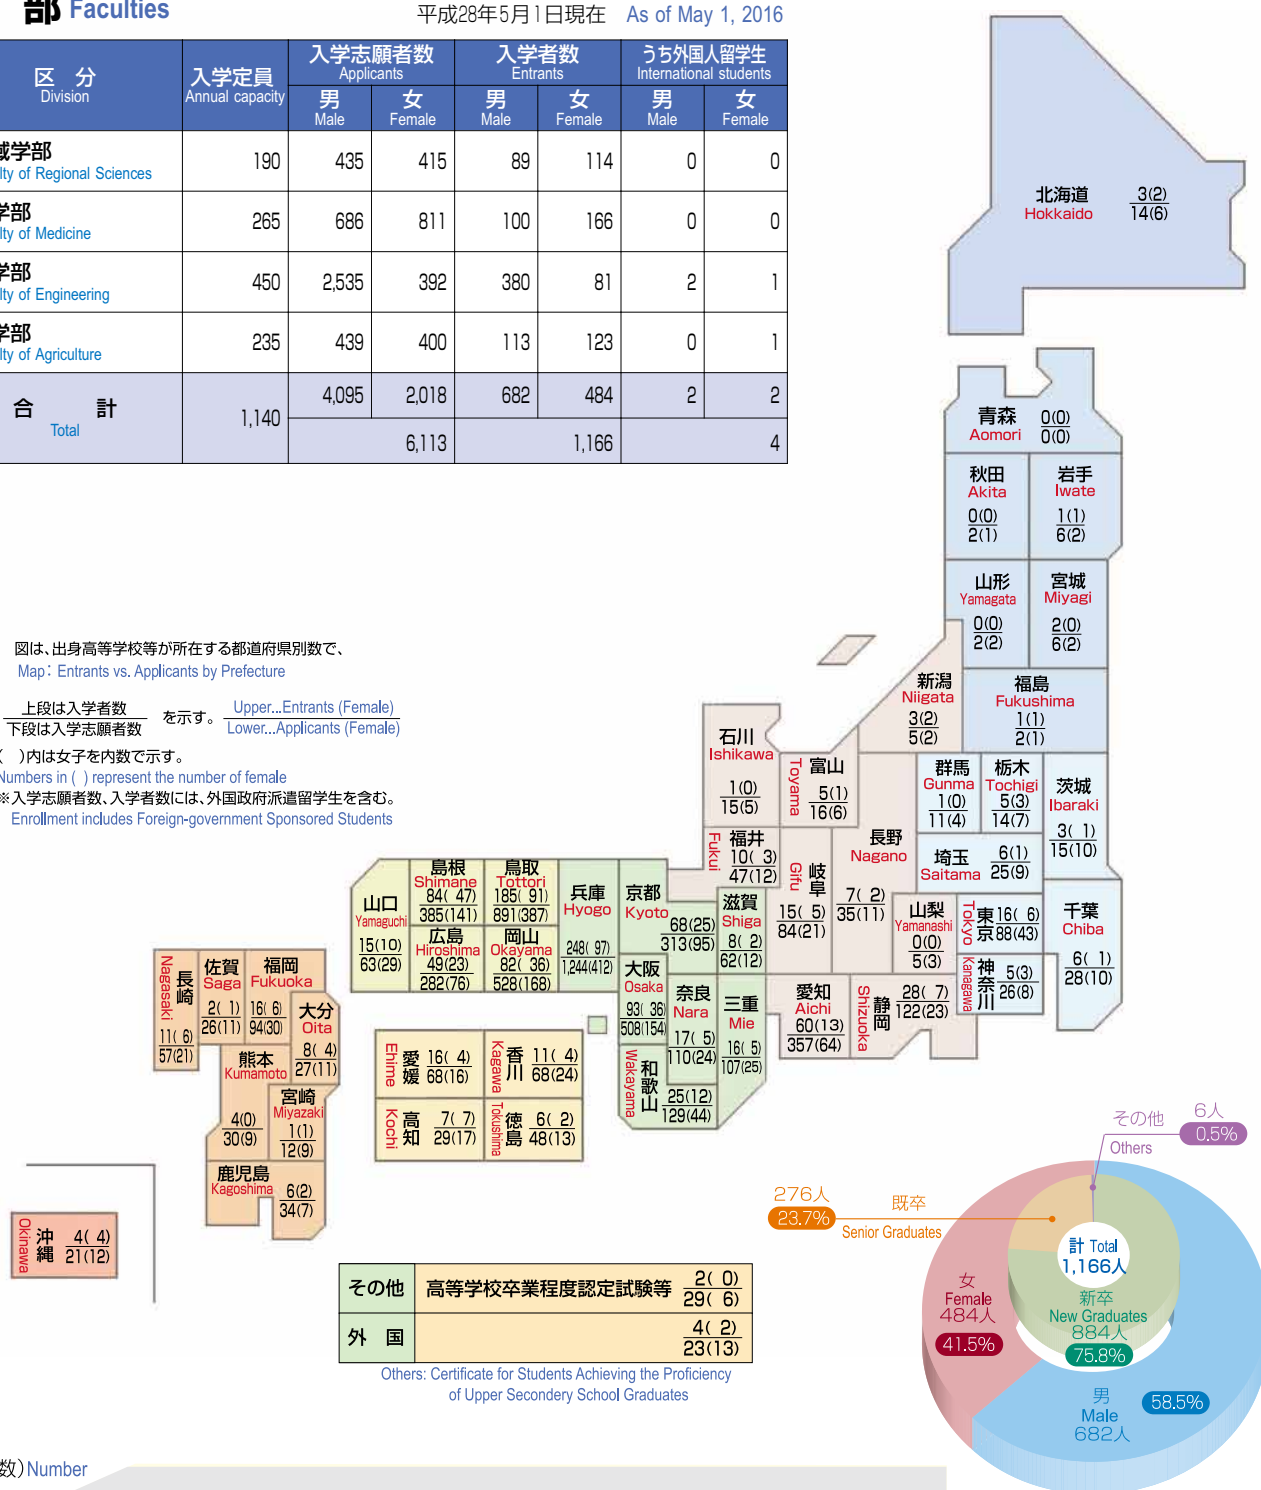 部 Faculties
平成28年5月1日現在 As of May 1, 2016
区 分 入学定員 入学志願者数 入学者数 うち外国人留学生
Division Annual capacity Applicants Entrants International students
男 女 男 女 男 女
Male Female Male Female Male Female
域学部 190 435 415 89 114 0 0
lty of Regional Sciences
学部 265 686 811 100 166 0 0
lty of Medicine
学部 450 2,535 392 380 81 2 1
lty of Engineering
学部 235 439 400 113 123 0 1
lty of Agriculture
合 計 1,140 4,095 2,018 682 484 2 2
Total 6,113 1,166 4
図は、出身高等学校等が所在する都道府県別数で、
Map：Entrants vs. Applicants by Prefecture
上段は入学者数
下段は入学志願者数
を示す。
Upper...Entrants (Female)
Lower...Applicants (Female)
( )内は女子を内数で示す。
Numbers in ( ) represent the number of female
※入学志願者数、入学者数には、外国政府派遣留学生を含む。
Enrollment includes Foreign-government Sponsored Students
北海道 3(2)
Hokkaido 14(6)
青森 0(0)
Aomori 0(0)
秋田
Akita
0(0)
2(1)
岩手
Iwate
1(1)
6(2)
山形
Yamagata
0(0)
2(2)
宮城
Miyagi
2(0)
6(2)
新潟
Niigata
3(2)
5(2)
福島
Fukushima
1(1)
2(1)
石川
Ishikawa
1(0)
15(5)
富山
Toyama
5(1)
16(6)
群馬
Gunma
1(0)
11(4)
栃木
Tochigi
5(3)
14(7)
茨城
Ibaraki
3( 1)
15(10)
福井
Fukui
10( 3)
47(12)
岐阜
Gifu
15( 5)
84(21)
長野
Nagano
7( 2)
35(11)
埼玉 6(1)
Saitama 25(9)
山梨
Yamanashi
0(0)
5(3)
東京
Tokyo
16( 6)
88(43)
神奈川
Kanagawa
5(3)
26(8)
千葉
Chiba
6( 1)
28(10)
山口
Yamaguchi
15(10)
63(29)
島根
Shimane
84( 47)
385(141)
鳥取
Tottori
185( 91)
891(387)
広島
Hiroshima
49(23)
282(76)
岡山
Okayama
82( 36)
528(168)
兵庫
Hyogo
248( 97)
1,244(412)
京都
Kyoto
68(25)
313(95)
滋賀
Shiga
8( 2)
62(12)
大阪
Osaka
93( 36)
508(154)
奈良
Nara
17( 5)
110(24)
三重
Mie
16( 5)
107(25)
和歌山
Wakayama
25(12)
129(44)
愛知
Aichi
60(13)
357(64)
静岡
Shizuoka
28( 7)
122(23)
長崎
Nagasaki
11( 6)
57(21)
佐賀
Saga
2( 1)
26(11)
福岡
Fukuoka
16( 6)
94(30)
大分
Oita
8( 4)
27(11)
熊本
Kumamoto
4(0)
30(9)
宮崎
Miyazaki
1(1)
12(9)
鹿児島
Kagoshima
6(2)
34(7)
愛媛
Ehime
16( 4)
68(16)
香川
Kagawa
11( 4)
68(24)
高知
Kochi
7( 7)
29(17)
徳島
Tokushima
6( 2)
48(13)
沖縄
Okinawa
4( 4)
21(12)
その他 高等学校卒業程度認定試験等 2( 0)
29( 6)
外 国 4( 2)
23(13)
Others: Certificate for Students Achieving the Proficiency
of Upper Secondery School Graduates
その他 6人
Others 0.5%
276人 既卒
23.7% Senior Graduates
計 Total
1,166人
女
Female
484人
41.5%
新卒
New Graduates
884人
75.8%
男
Male
682人
58.5%
数）Number